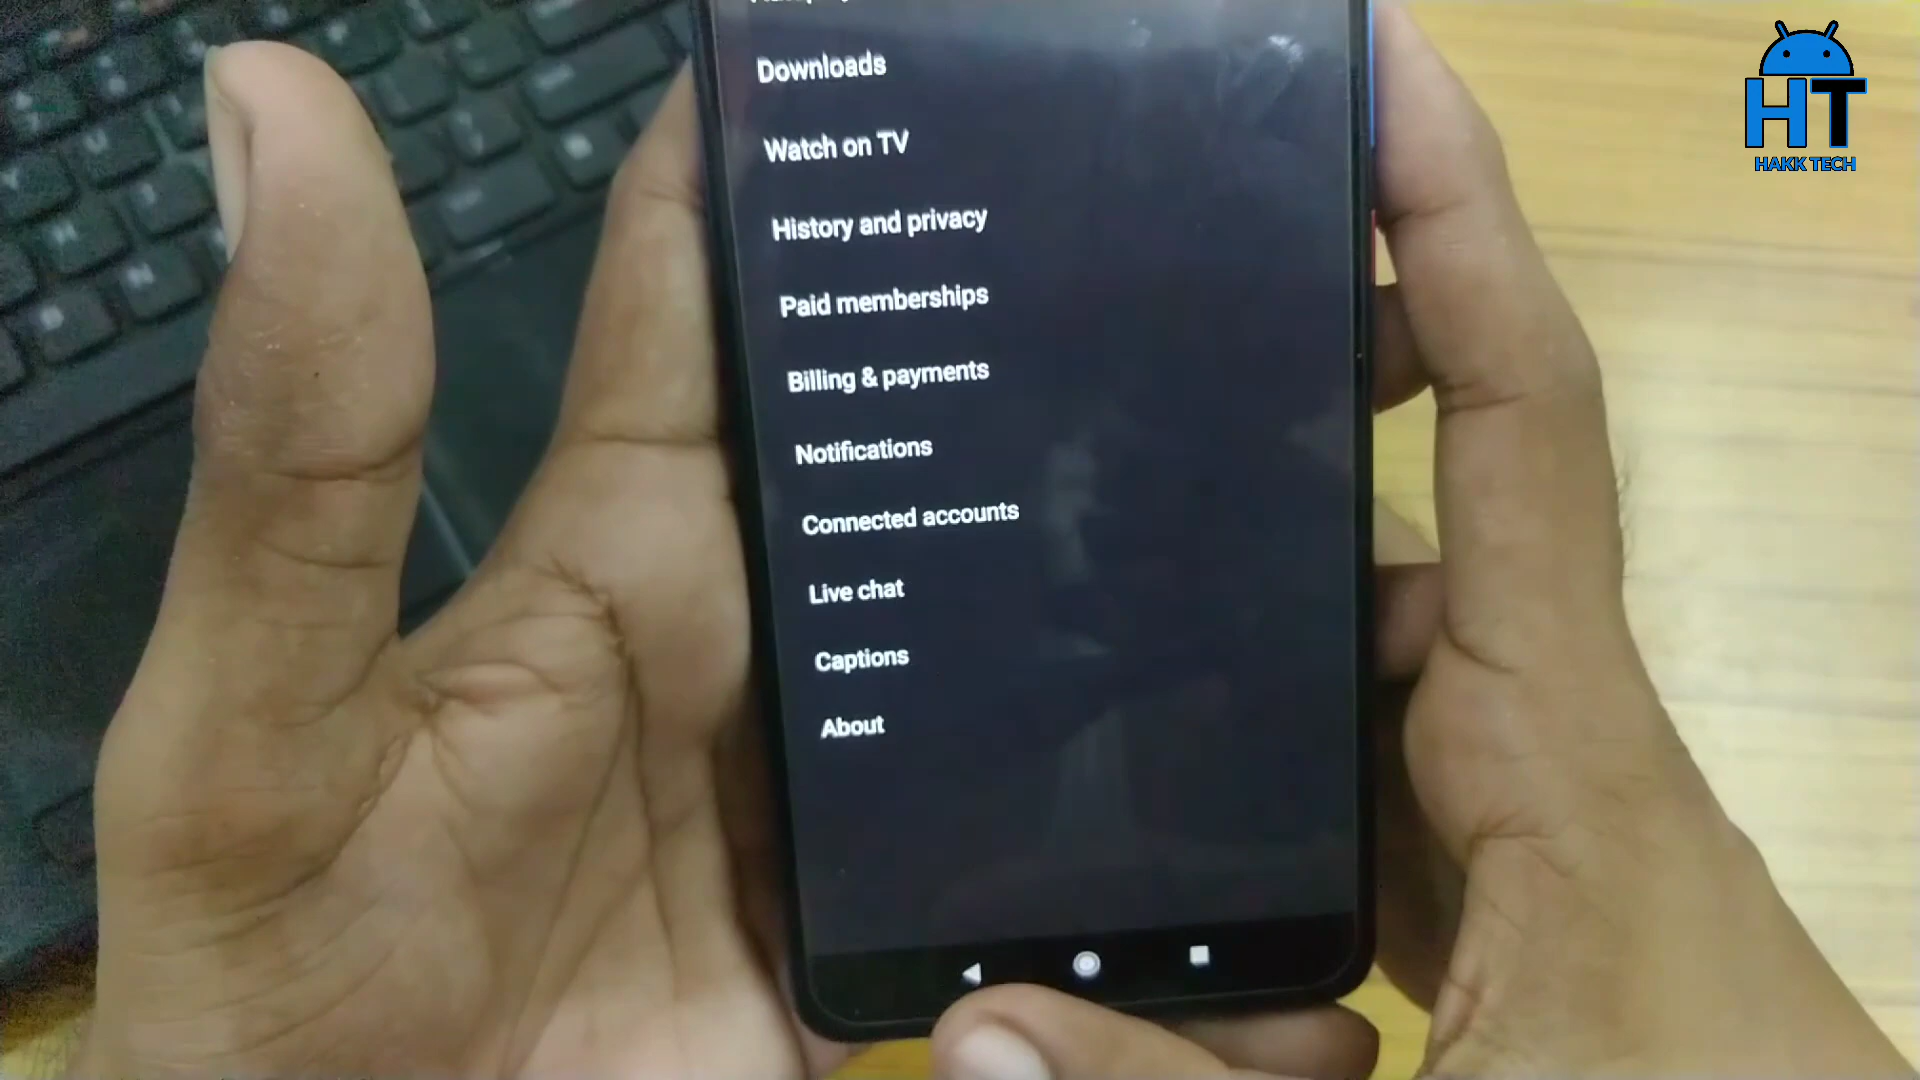 Downloads
Watch on TV
History and privacy
Paid memberships
Billing & payments
Notifications
Connected accounts
Live chat
Captions
About
HT
HAKK TECH